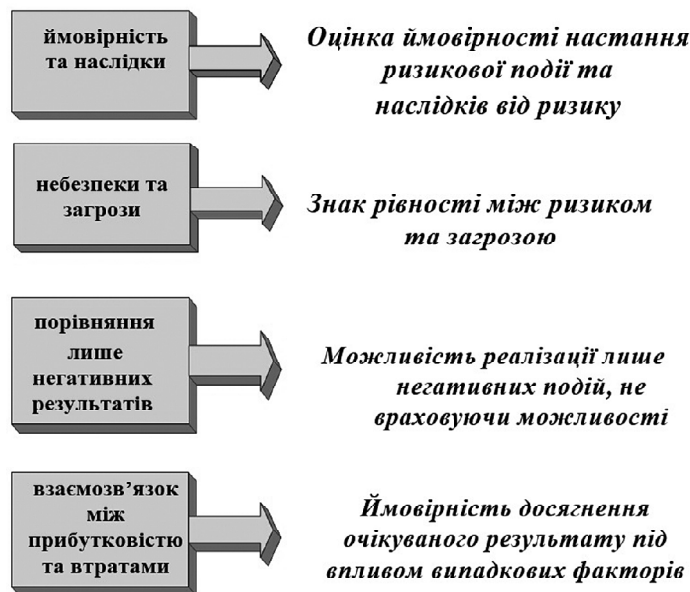 ймовірність
та наслідки
Оцінка ймовірності настання
ризикової події та
наслідків від ризику
небезпеки та
загрози
Знак рівності між ризиком
та загрозою
порівняння
лише
негативних
результатів
Можливість реалізації лише
негативних подій, не
враховуючи можливості
взаємозв’язок
між
прибутковістю
та втратами
Ймовірність досягнення
очікуваного результату під
впливом випадкових факторів